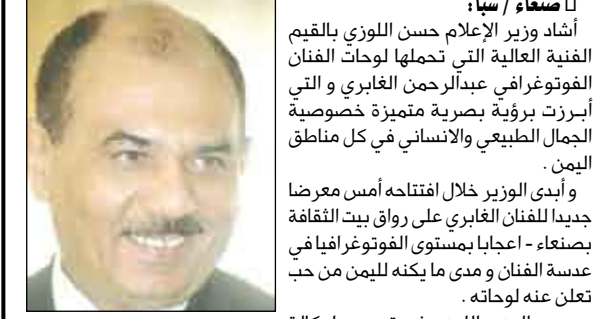 صنعاء / سبأ:
أشاد وزير الإعلام حسن اللوزي بالقيم
الفنية العالية التي تحملها لوحات الفنان
الفوتوغرافي عبدالرحمن الغابري و التي
أبرزت برؤية بصرية متميزة خصوصية
الجمال الطبيعي والانساني في كل مناطق
اليمن .
و أبدى الوزير خلال افتتاحه أمس معرضا
جديدا للفنان الغابري على رواق بيت الثقافة
بصنعاء - اعجابا بمستوى الفوتوغرافيا في
عدسة الفنان و مدى ما يكنه لليمن من حب
تعلن عنه لوحاته .